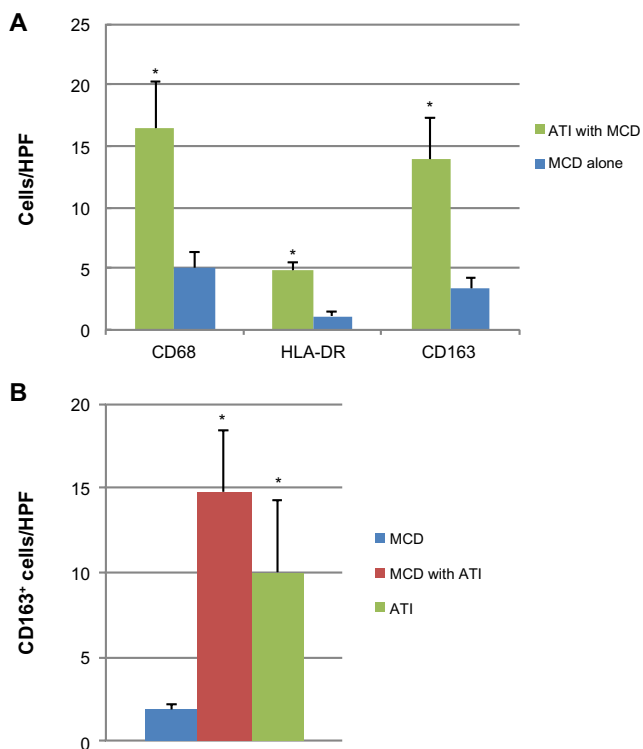 A
Cells/HPF
25
20
15
10
5
0
*
*
*
CD68
HLA-DR
CD163
ATI with MCD
MCD alone
B
CD163⁺ cells/HPF
20
15
10
5
0
*
*
MCD
MCD with ATI
ATI